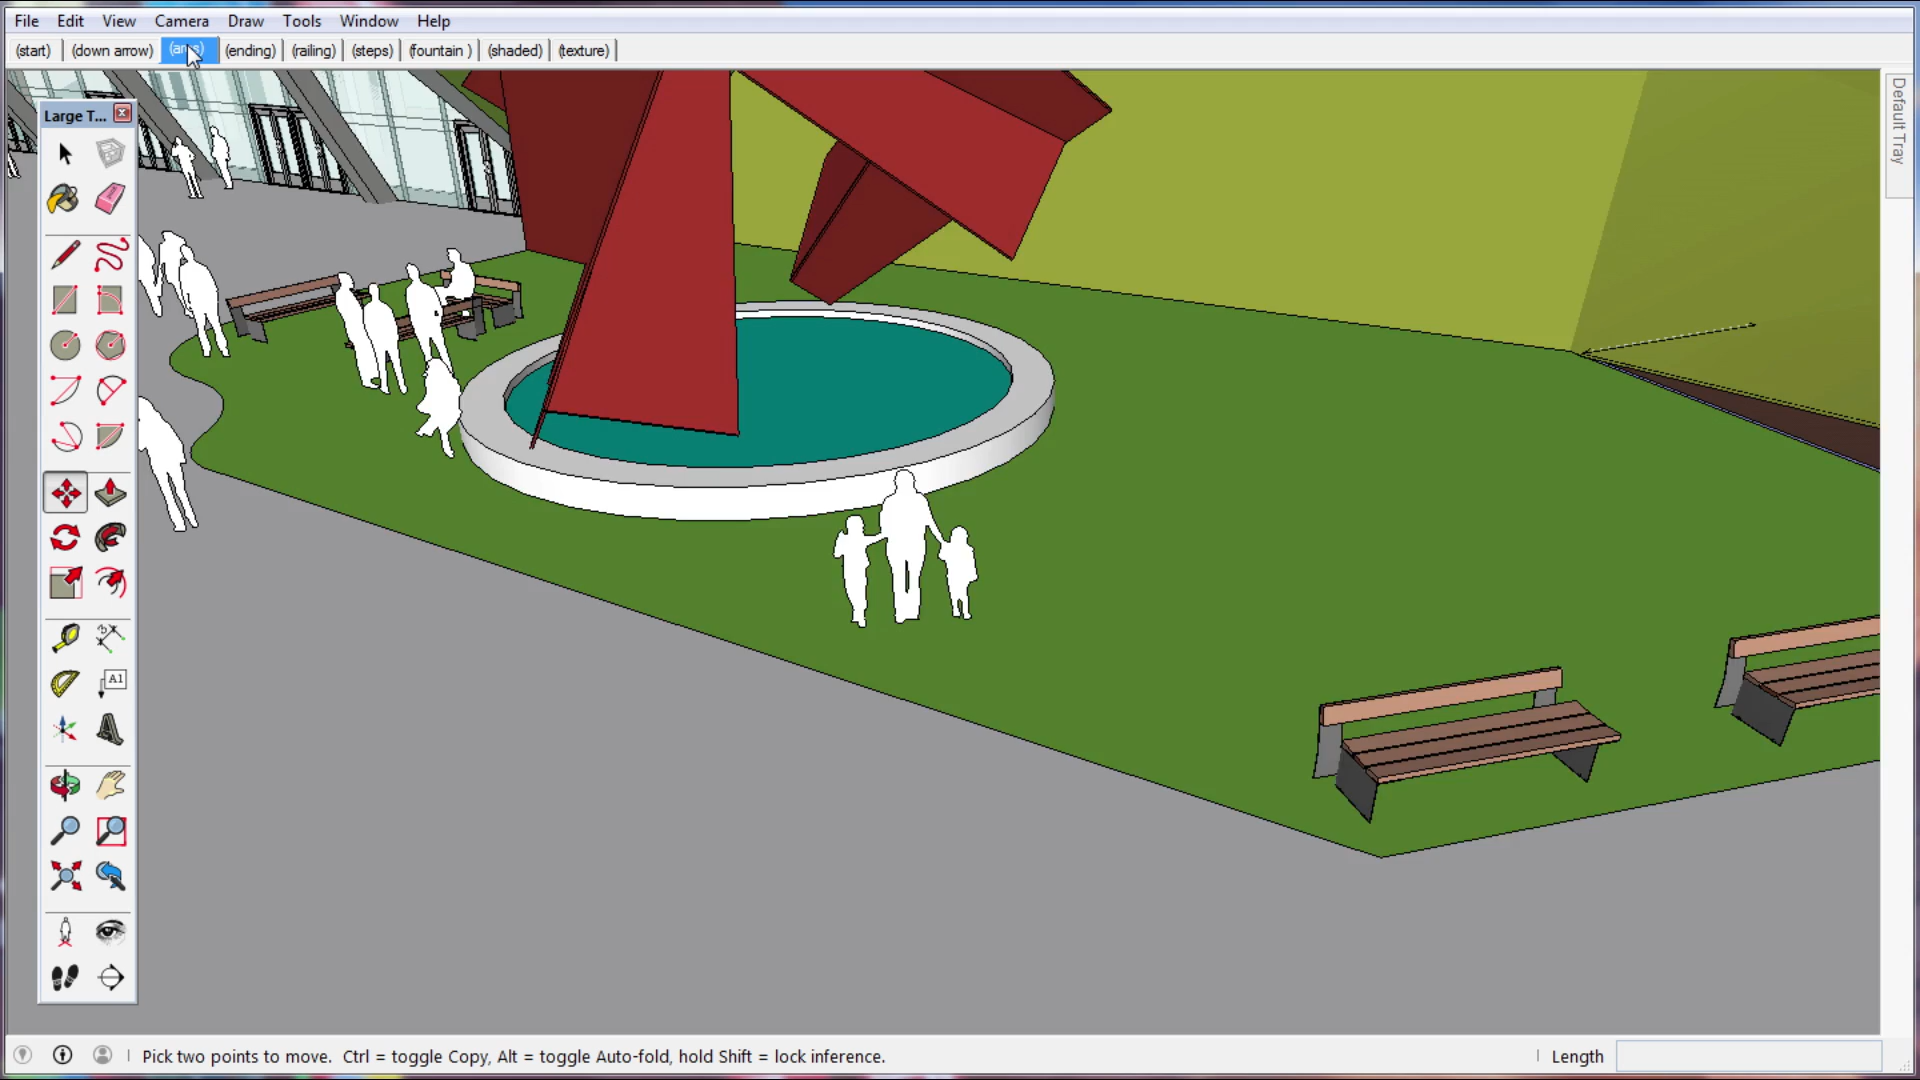 File Edit View Camera Draw Tools Window Help
(start) (down arrow) (ending) (railing) (steps) (fountain ) (shaded) (texture)
Large T...
Default Tray
A1
Pick two points to move. Ctrl = toggle Copy, Alt = toggle Auto-fold, hold Shift = lock inference.
Length